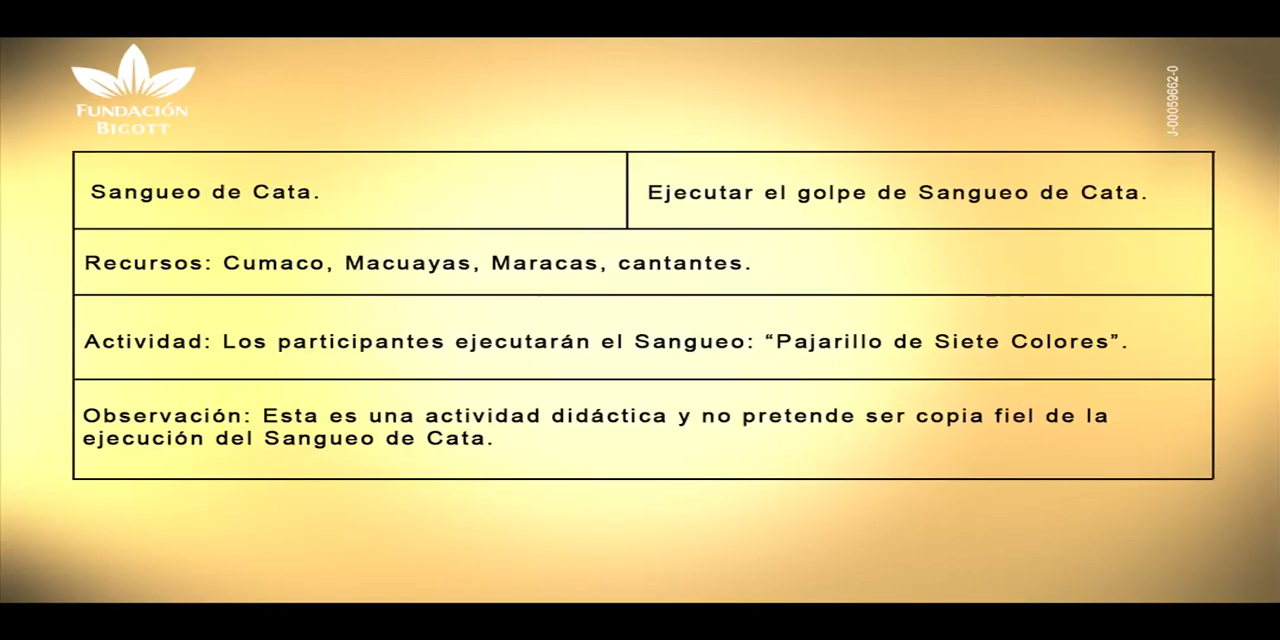 FUNDACIÓN
BIGOTT
J-00059662-0
Sangueo de Cata.
Ejecutar el golpe de Sangueo de Cata.
Recursos: Cumaco, Macuayas, Maracas, cantantes.
Actividad: Los participantes ejecutarán el Sangueo: “Pajarillo de Siete Colores”.
Observación: Esta es una actividad didáctica y no pretende ser copia fiel de la
ejecución del Sangueo de Cata.